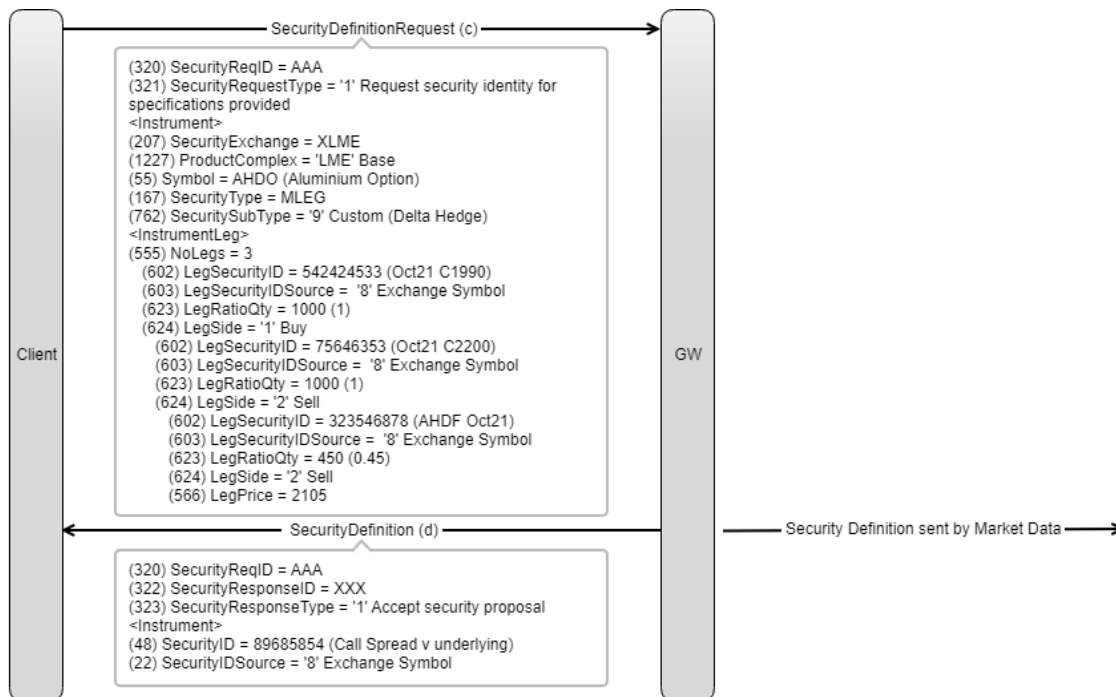 SecurityDefinitionRequest (c)
(320) SecurityReqID = AAA
(321) SecurityRequestType = '1' Request security identity for
specifications provided
<Instrument>
(207) SecurityExchange = XLME
(1227) ProductComplex = 'LME' Base
(55) Symbol = AHDO (Aluminium Option)
(167) SecurityType = MLEG
(762) SecuritySubType = '9' Custom (Delta Hedge)
<InstrumentLeg>
(555) NoLegs = 3
(602) LegSecurityID = 542424533 (Oct21 C1990)
(603) LegSecurityIDSource =  '8' Exchange Symbol
(623) LegRatioQty = 1000 (1)
(624) LegSide = '1' Buy
(602) LegSecurityID = 75646353 (Oct21 C2200)
(603) LegSecurityIDSource =  '8' Exchange Symbol
(623) LegRatioQty = 1000 (1)
(624) LegSide = '2' Sell
(602) LegSecurityID = 323546878 (AHDF Oct21)
(603) LegSecurityIDSource =  '8' Exchange Symbol
(623) LegRatioQty = 450 (0.45)
(624) LegSide = '2' Sell
(566) LegPrice = 2105
Client
GW
SecurityDefinition (d)
Security Definition sent by Market Data
(320) SecurityReqID = AAA
(322) SecurityResponseID = XXX
(323) SecurityResponseType = '1' Accept security proposal
<Instrument>
(48) SecurityID = 89685854 (Call Spread v underlying)
(22) SecurityIDSource = '8' Exchange Symbol